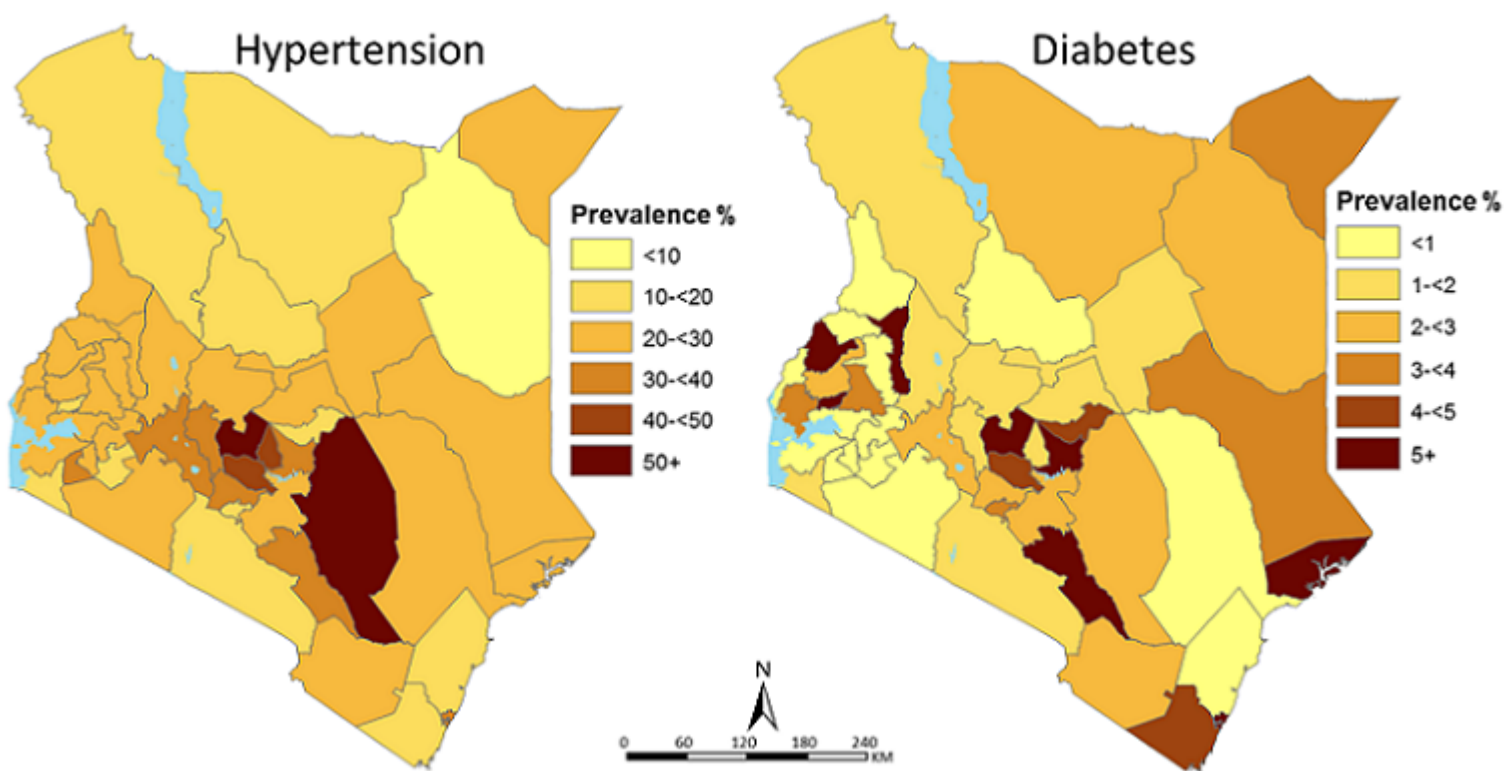 Hypertension
Prevalence %
<10
10-<20
20-<30
30-<40
40-<50
50+
Diabetes
Prevalence %
<1
1-<2
2-<3
3-<4
4-<5
5+
N
0 60 120 180 240
KM